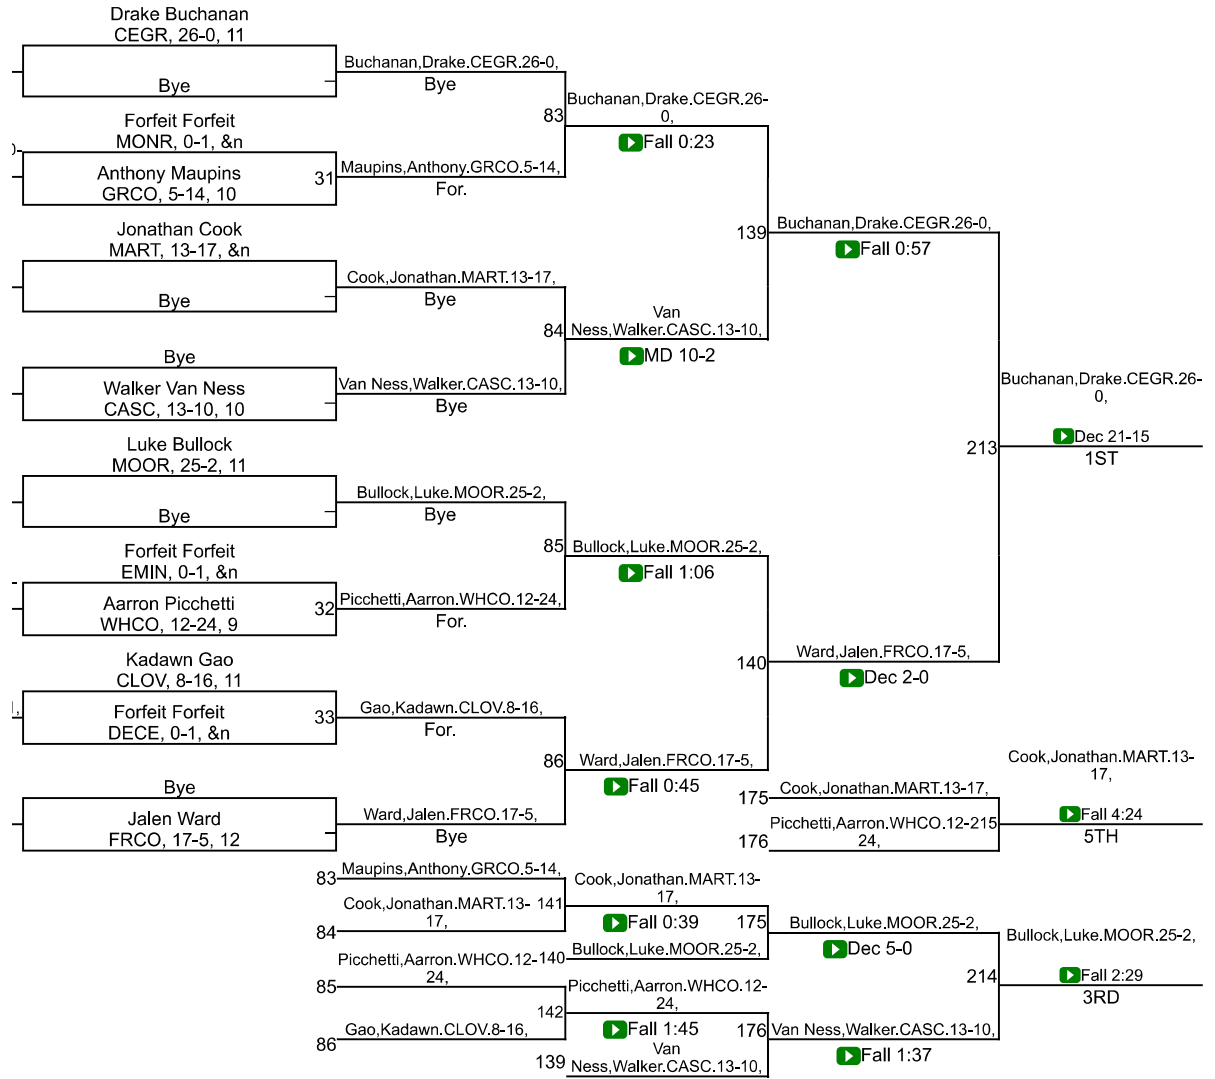 Drake Buchanan
CEGR, 26-0, 11
Bye
Buchanan,Drake.CEGR.26-0,
Bye
Forfeit Forfeit
MONR, 0-1, &n
Anthony Maupins
GRCO, 5-14, 10
31
Maupins,Anthony.GRCO.5-14,
For.
83
Buchanan,Drake.CEGR.26-
0,
Fall 0:23
Jonathan Cook
MART, 13-17, &n
Bye
Cook,Jonathan.MART.13-17,
Bye
Bye
Walker Van Ness
CASC, 13-10, 10
Van Ness,Walker.CASC.13-10,
Bye
84
Van
Ness,Walker.CASC.13-10,
MD 10-2
139
Buchanan,Drake.CEGR.26-0,
Fall 0:57
Luke Bullock
MOOR, 25-2, 11
Bye
Bullock,Luke.MOOR.25-2,
Bye
Forfeit Forfeit
EMIN, 0-1, &n
Aarron Picchetti
WHCO, 12-24, 9
32
Picchetti,Aarron.WHCO.12-24,
For.
85
Bullock,Luke.MOOR.25-2,
Fall 1:06
Kadawn Gao
CLOV, 8-16, 11
Forfeit Forfeit
DECE, 0-1, &n
33
Gao,Kadawn.CLOV.8-16,
For.
Bye
Jalen Ward
FRCO, 17-5, 12
Ward,Jalen.FRCO.17-5,
Bye
86
Ward,Jalen.FRCO.17-5,
Fall 0:45
140
Ward,Jalen.FRCO.17-5,
Dec 2-0
213
Buchanan,Drake.CEGR.26-
0,
Dec 21-15
1ST
175
Cook,Jonathan.MART.13-17,
176
Picchetti,Aarron.WHCO.12-
24,
215
Cook,Jonathan.MART.13-
17,
Fall 4:24
5TH
83
Maupins,Anthony.GRCO.5-14,
84
Cook,Jonathan.MART.13-
17,
141
Cook,Jonathan.MART.13-
17,
Fall 0:39
140
Bullock,Luke.MOOR.25-2,
175
Bullock,Luke.MOOR.25-2,
Dec 5-0
85
Picchetti,Aarron.WHCO.12-
24,
86
Gao,Kadawn.CLOV.8-16,
142
Picchetti,Aarron.WHCO.12-
24,
Fall 1:45
139
Van
Ness,Walker.CASC.13-10,
176
Van Ness,Walker.CASC.13-10,
Fall 1:37
214
Bullock,Luke.MOOR.25-2,
Fall 2:29
3RD